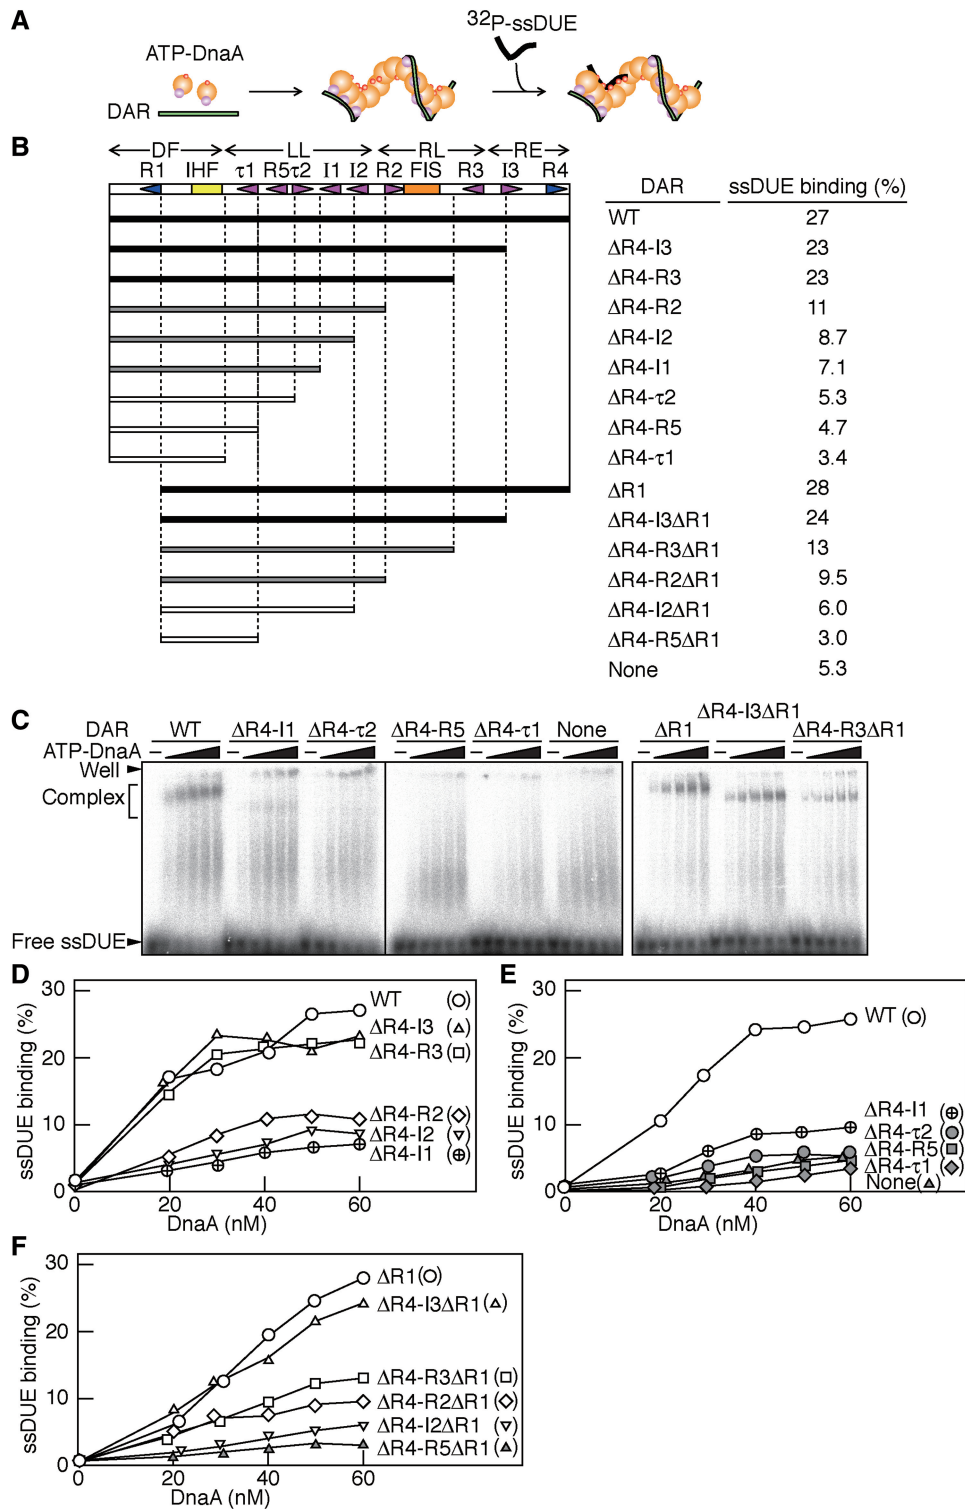 A
ATP-DnaA
DAR
32P-ssDUE
B
DF LL RL RE
R1 IHF τ1 R5 τ2 I1 I2 R2 FIS R3 I3 R4
DAR ssDUE binding (%)
WT 27
ΔR4-I3 23
ΔR4-R3 23
ΔR4-R2 11
ΔR4-I2 8.7
ΔR4-I1 7.1
ΔR4-τ2 5.3
ΔR4-R5 4.7
ΔR4-τ1 3.4
ΔR1 28
ΔR4-I3ΔR1 24
ΔR4-R3ΔR1 13
ΔR4-R2ΔR1 9.5
ΔR4-I2ΔR1 6.0
ΔR4-R5ΔR1 3.0
None 5.3
C
DAR WT ΔR4-I1 ΔR4-τ2 ΔR4-R5 ΔR4-τ1 None ΔR1 ΔR4-I3ΔR1 ΔR4-R3ΔR1
ATP-DnaA – – – – – – – – –
Well
Complex
Free ssDUE
D
ssDUE binding (%)
30
20
10
0
0 20 40 60
DnaA (nM)
WT (○)
ΔR4-I3 (△)
ΔR4-R3 (□)
ΔR4-R2 (◇)
ΔR4-I2 (▽)
ΔR4-I1 (⊕)
E
ssDUE binding (%)
30
20
10
0
0 20 40 60
DnaA (nM)
WT (○)
ΔR4-I1 (⊕)
ΔR4-τ2 (●)
ΔR4-R5 (■)
ΔR4-τ1 (◆)
None (▲)
F
ssDUE binding (%)
30
20
10
0
0 20 40 60
DnaA (nM)
ΔR1 (○)
ΔR4-I3ΔR1 (△)
ΔR4-R3ΔR1 (□)
ΔR4-R2ΔR1 (◇)
ΔR4-I2ΔR1 (▽)
ΔR4-R5ΔR1 (▲)